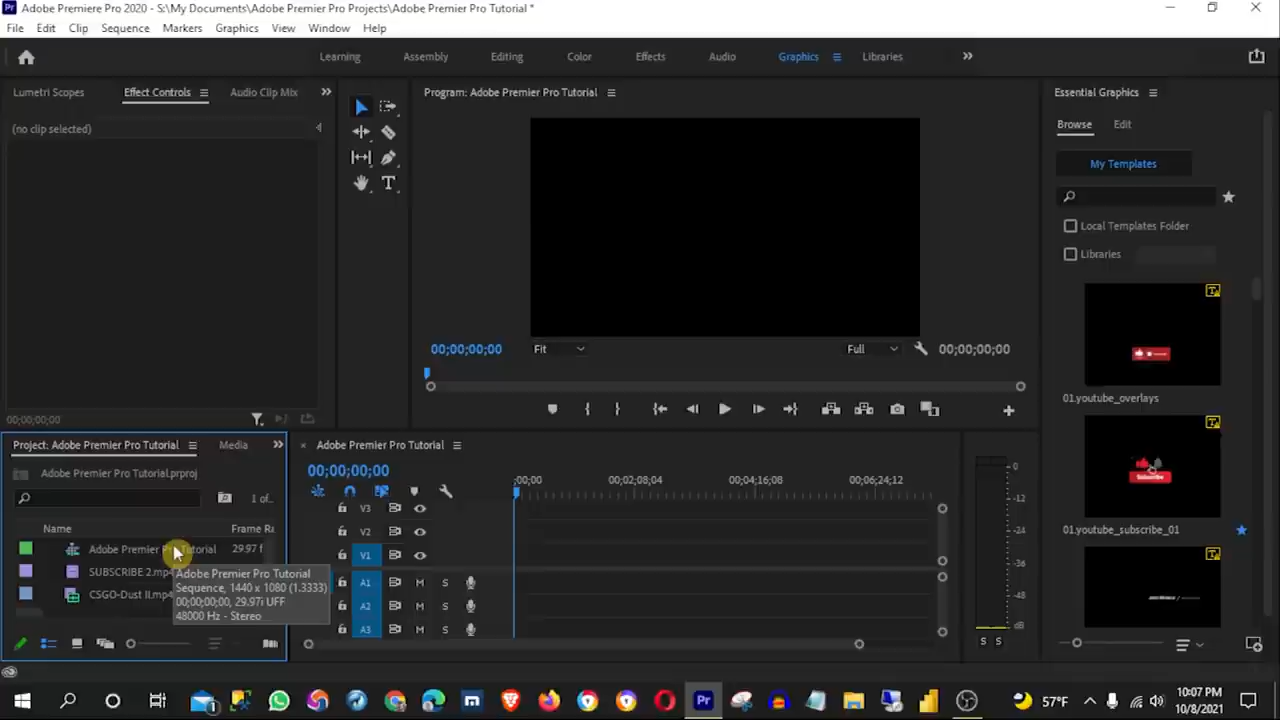 Adobe Premiere Pro 2020 - S:\My Documents\Adobe Premier Pro Projects\Adobe Premier Pro Tutorial *
File Edit Clip Sequence Markers Graphics View Window Help
Learning Assembly Editing Color Effects Audio Graphics Libraries
Lumetri Scopes Effect Controls Audio Clip Mix
Program: Adobe Premier Pro Tutorial
Essential Graphics
(no clip selected)
Browse Edit
My Templates
Local Templates Folder
Libraries
00;00;00;00 Fit Full 00;00;00;00
01.youtube_overlays
00;00;00;00
Project: Adobe Premier Pro Tutorial Media
Adobe Premier Pro Tutorial
Adobe Premier Pro Tutorial.prproj
00;00;00;00
1 of
;00;00 00;02;08;04 00;04;16;08 00;06;24;12
Name Frame Ra
Adobe Premier Pro Tutorial 29.97 f
SUBSCRIBE 2.mp4
CSGO-Dust II.mp4
Adobe Premier Pro Tutorial
Sequence, 1440 x 1080 (1.3333)
00;00;00;00, 29.97i UFF
48000 Hz - Stereo
V3
V2
V1
A1 M S
A2 M S
A3 M S
0
-12
-24
-36
-48
dB
S S
Subscribe
01.youtube_subscribe_01
Pr
57°F
10:07 PM
10/8/2021